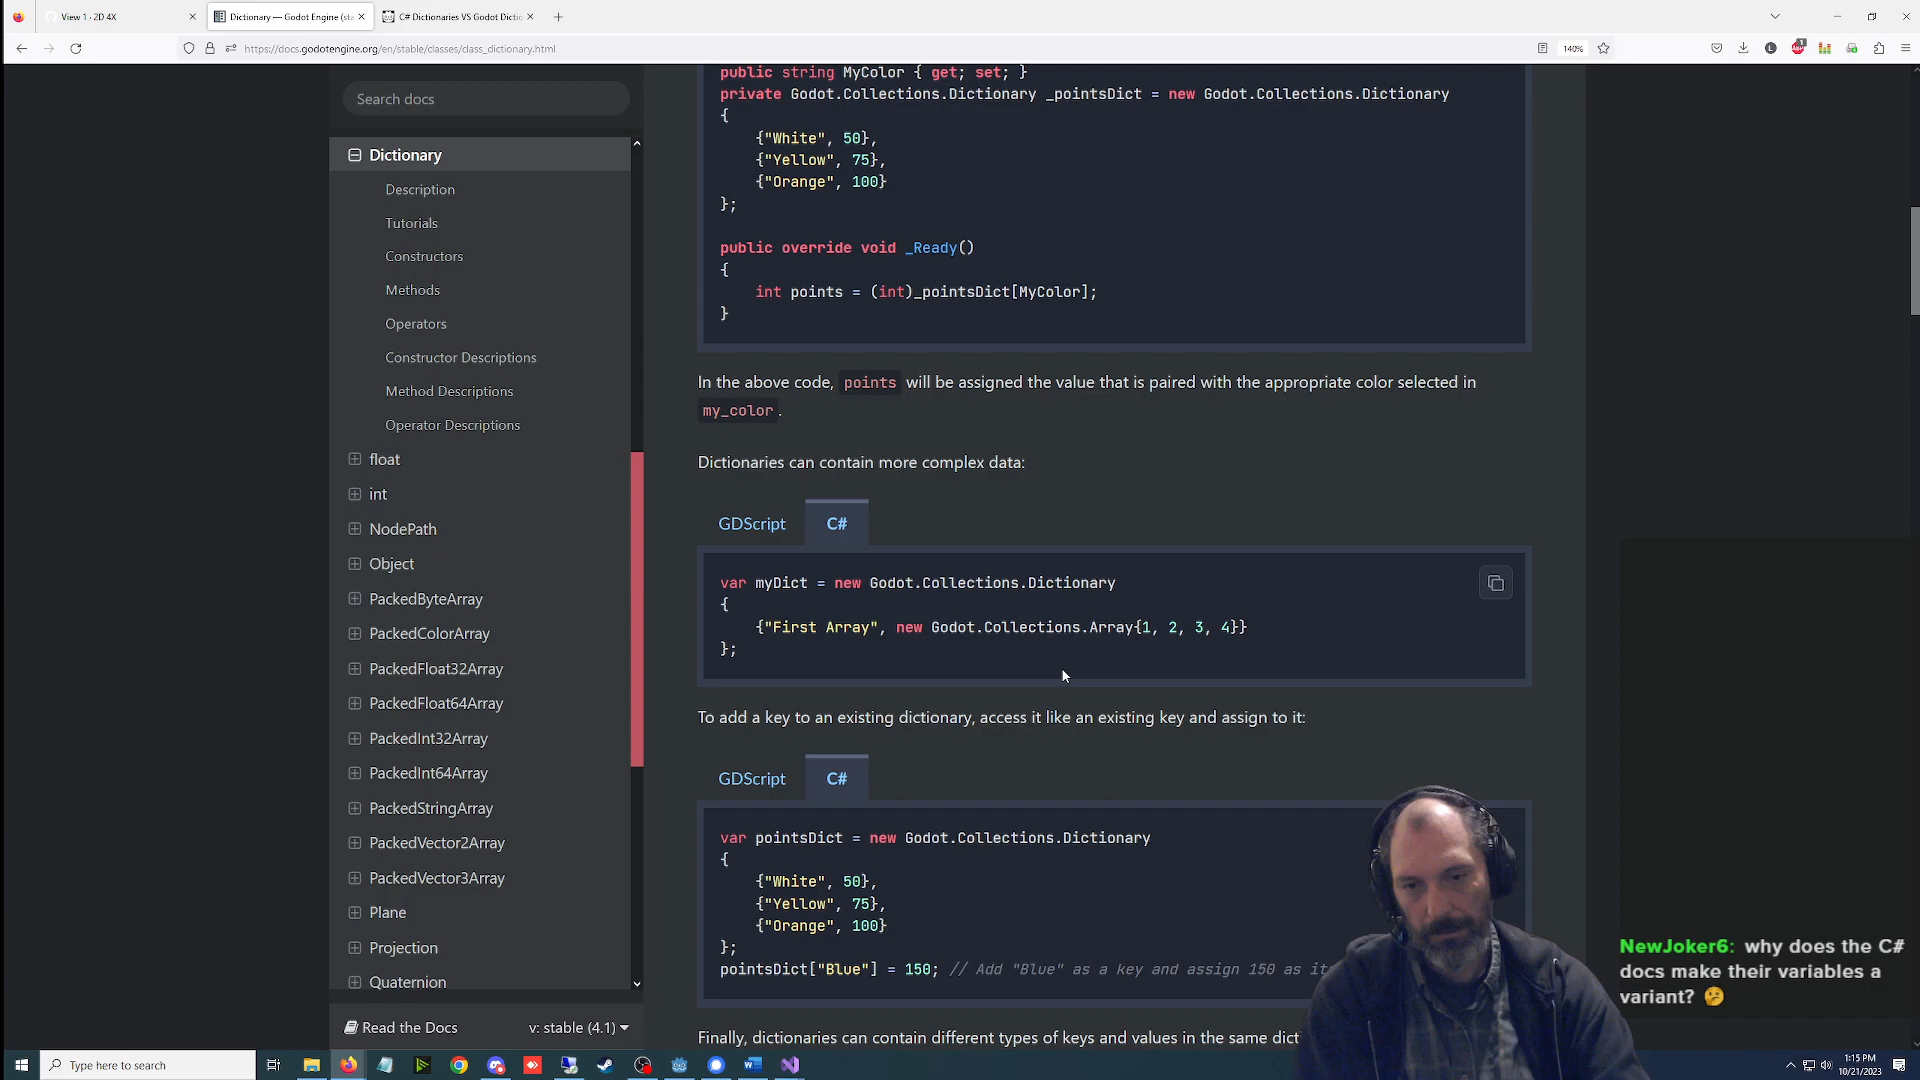 View 1 · 2D 4X
Dictionary — Godot Engine (sta
C# Dictionaries VS Godot Dictio
https://docs.godotengine.org/en/stable/classes/class_dictionary.html
140%
Search docs
Dictionary
Description
Tutorials
Constructors
Methods
Operators
Constructor Descriptions
Method Descriptions
Operator Descriptions
float
int
NodePath
Object
PackedByteArray
PackedColorArray
PackedFloat32Array
PackedFloat64Array
PackedInt32Array
PackedInt64Array
PackedStringArray
PackedVector2Array
PackedVector3Array
Plane
Projection
Quaternion
Read the Docs
v: stable (4.1)
public string MyColor { get; set; }
private Godot.Collections.Dictionary _pointsDict = new Godot.Collections.Dictionary
{
{"White", 50},
{"Yellow", 75},
{"Orange", 100}
};
public override void _Ready()
{
int points = (int)_pointsDict[MyColor];
}
In the above code, points will be assigned the value that is paired with the appropriate color selected in
my_color.
Dictionaries can contain more complex data:
GDScript
C#
var myDict = new Godot.Collections.Dictionary
{
{"First Array", new Godot.Collections.Array{1, 2, 3, 4}}
};
To add a key to an existing dictionary, access it like an existing key and assign to it:
GDScript
C#
var pointsDict = new Godot.Collections.Dictionary
{
{"White", 50},
{"Yellow", 75},
{"Orange", 100}
};
pointsDict["Blue"] = 150; // Add "Blue" as a key and assign 150 as it
Finally, dictionaries can contain different types of keys and values in the same dict
NewJoker6: why does the C#
docs make their variables a
variant? 🤔
Type here to search
1:15 PM
10/21/2023